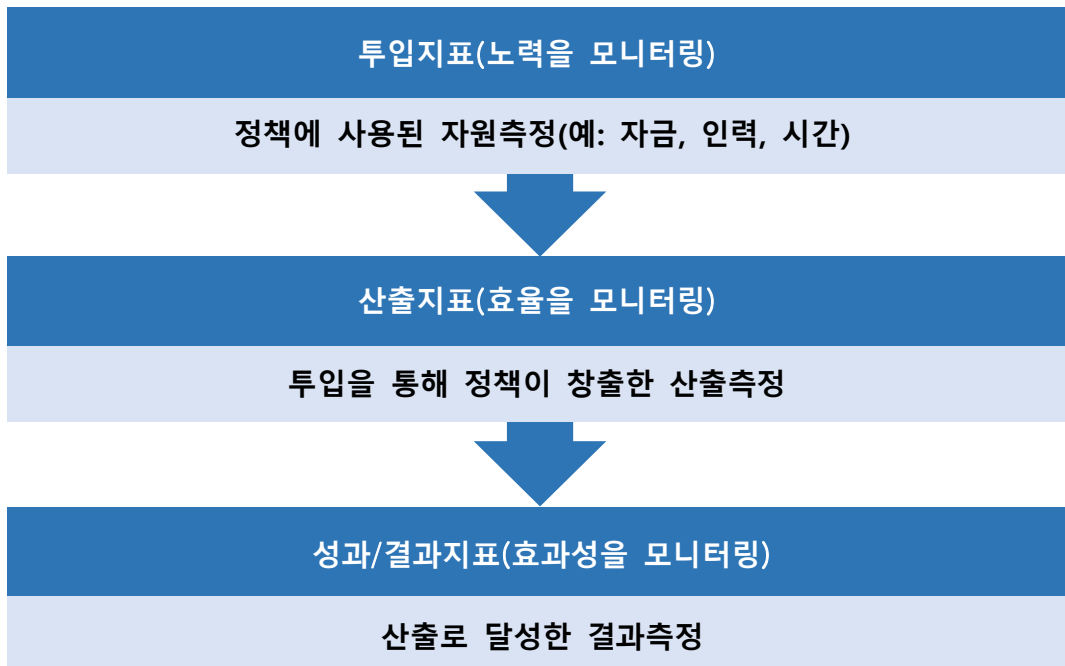 투입지표(노력을 모니터링)
정책에 사용된 자원측정(예: 자금, 인력, 시간)
산출지표(효율을 모니터링)
투입을 통해 정책이 창출한 산출측정
성과/결과지표(효과성을 모니터링)
산출로 달성한 결과측정